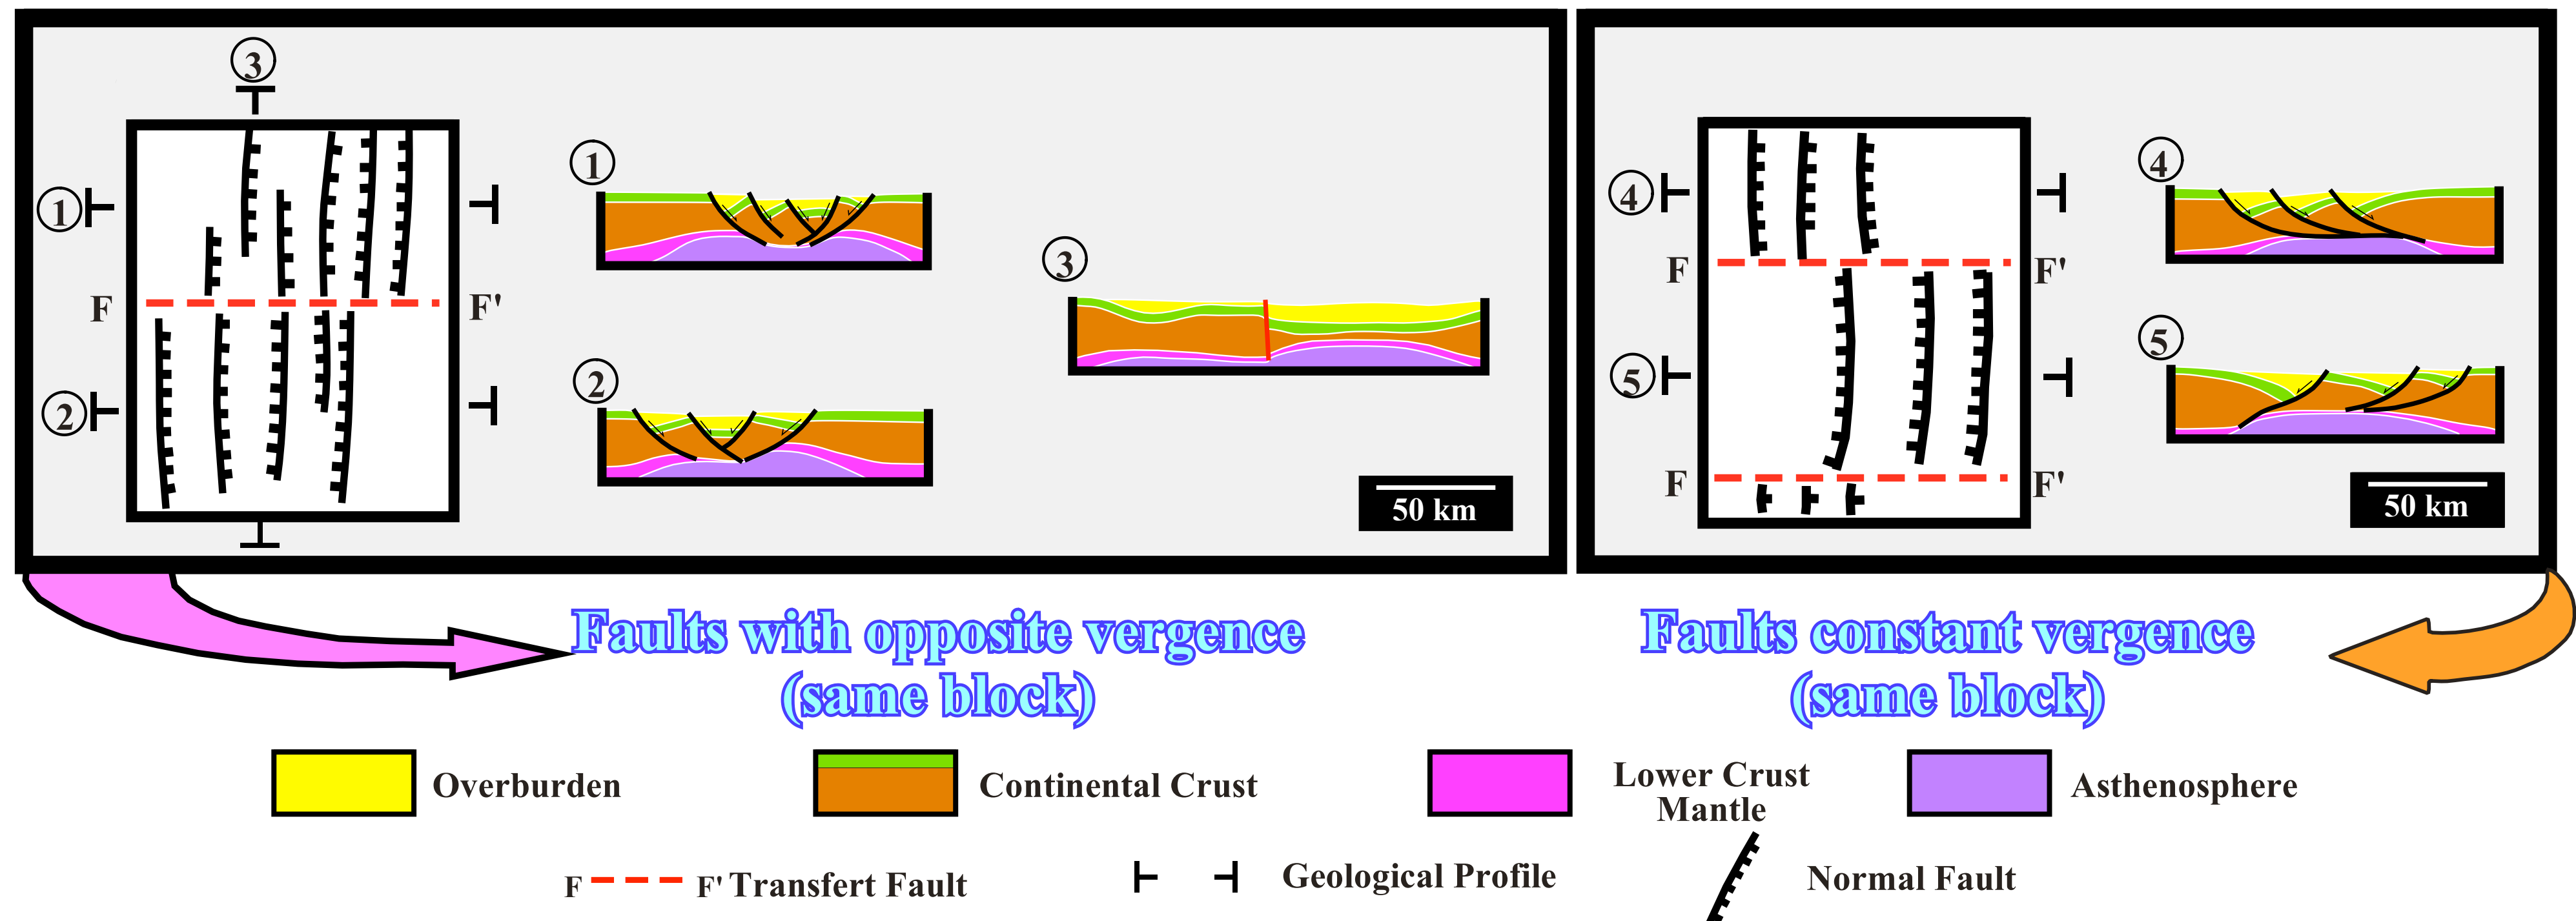 3
1
F F'
2
1
2
3
50 km
4
F F'
5
F F'
4
5
50 km
Faults with opposite vergence
(same block)
Faults constant vergence
(same block)
Overburden
Continental Crust
Lower Crust
Mantle
Asthenosphere
F F' Transfert Fault
Geological Profile
Normal Fault